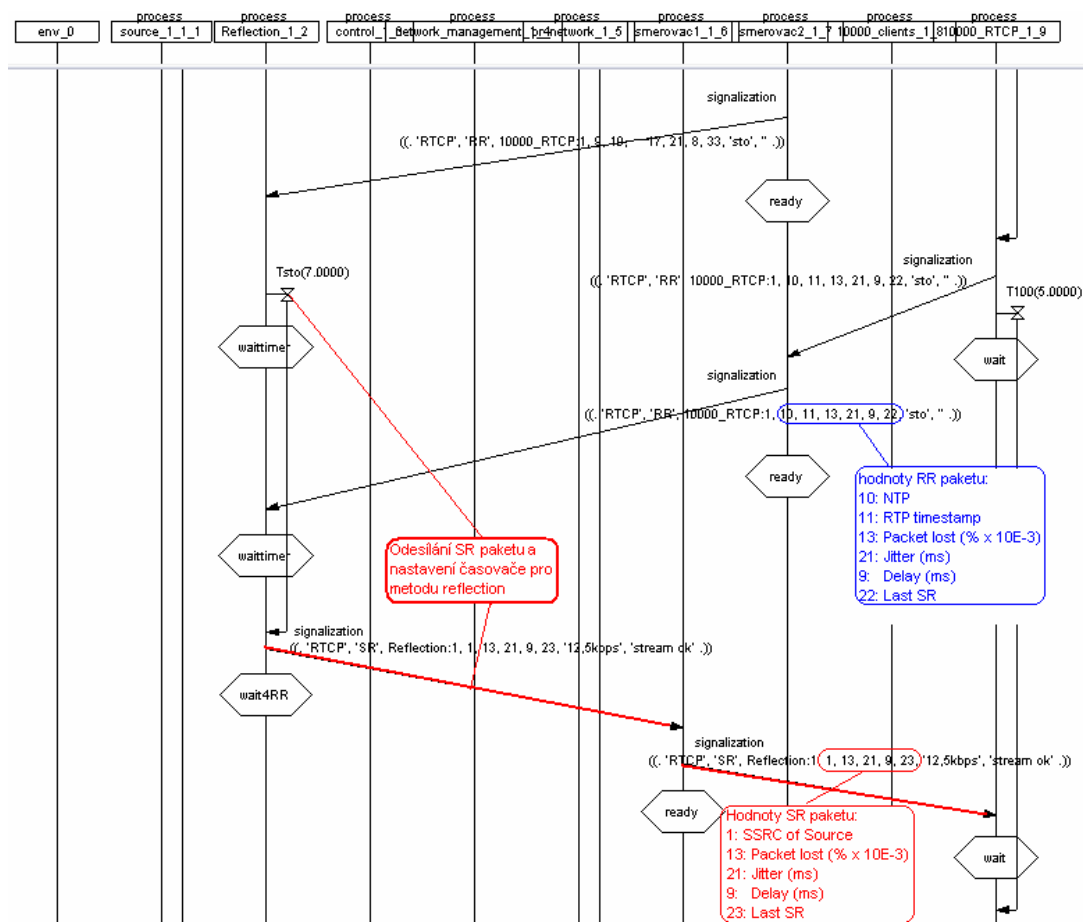 process process process process process process process process process
env_0 source_1_1_1 Reflection_1_2 control_1_ network_management_1_ network_1_5 smerovac1_1_6 smerovac2_1_7 10000_clients_1_8 10000_RTCP_1_9
signalization
((. 'RTCP', 'RR', 10000_RTCP:1, 9, 17, 21, 8, 33, 'sto', '' .))
ready
signalization
Tsto(7.0000)
((. 'RTCP', 'RR' 10000_RTCP:1, 10, 11, 13, 21, 9, 22, 'sto', '' .))
T100(5.0000)
waittimer
wait
signalization
((. 'RTCP', 'RR', 10000_RTCP:1, 10, 11, 13, 21, 9, 22, 'sto', '' .))
ready
hodnoty RR paketu:
10: NTP
11: RTP timestamp
13: Packet lost (% x 10E-3)
21: Jitter (ms)
9: Delay (ms)
22: Last SR
waittimer
Odesílání SR paketu a
nastavení časovače pro
metodu reflection
signalization
((. 'RTCP', 'SR', Reflection:1, 1, 13, 21, 9, 23, '12,5kbps', 'stream ok' .))
wait4RR
signalization
((. 'RTCP', 'SR', Reflection:1 1, 13, 21, 9, 23, '12,5kbps', 'stream ok' .))
ready
Hodnoty SR paketu:
1: SSRC of Source
13: Packet lost (% x 10E-3)
21: Jitter (ms)
9: Delay (ms)
23: Last SR
wait